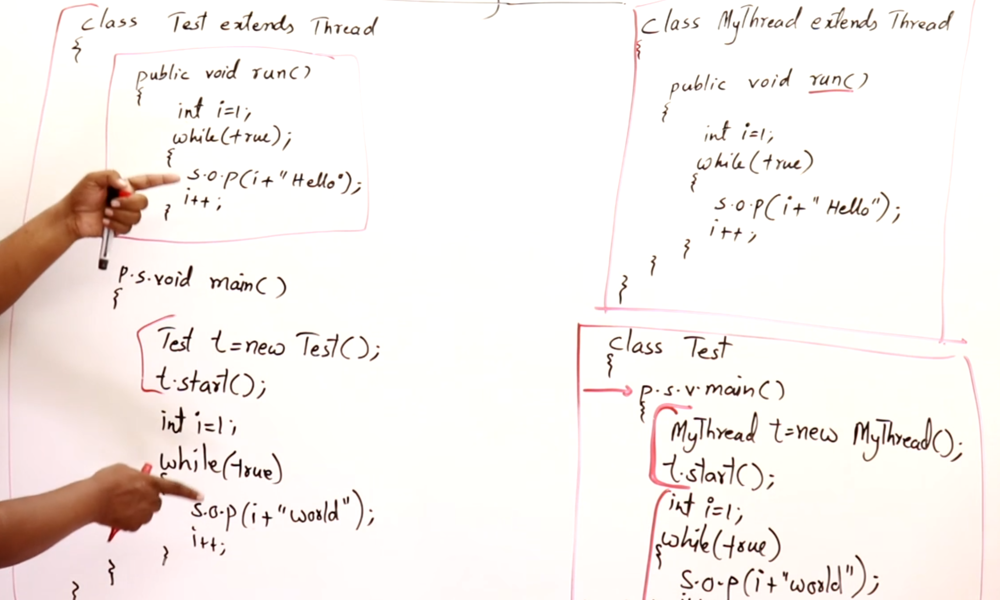 class Test extends Thread
{
public void run()
{
int i=1;
while(true);
{
s.o.p(i+"Hello");
i++;
}
p.s.void main()
{
Test t=new Test();
t.start();
int i=1;
while(true)
{
s.o.p(i+"world");
i++;
}
}
}
class MyThread extends Thread
{
public void run()
{
int i=1;
while(true)
{
s.o.p(i+"Hello");
i++;
}
}
}
class Test
{
p.s.v.main()
{
MyThread t=new MyThread();
t.start();
int i=1;
while(true)
{
s.o.p(i+"world");